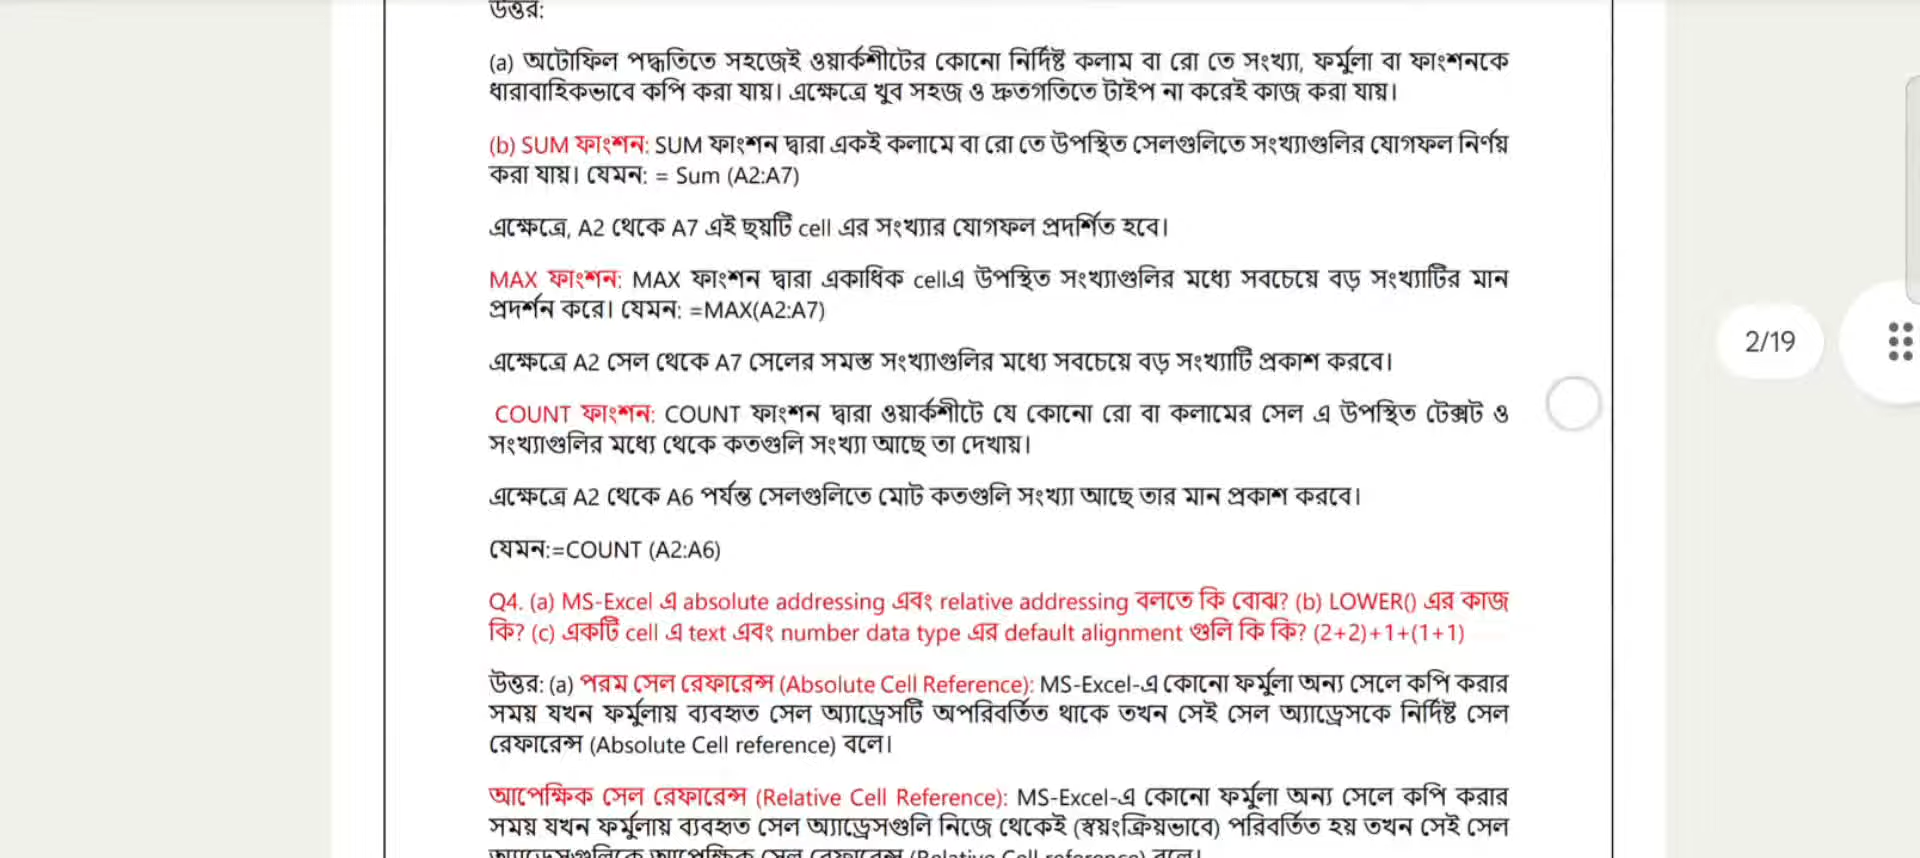 উত্তর:
(a) অটোফিল পদ্ধতিতে সহজেই ওয়ার্কশীটের কোনো নির্দিষ্ট কলাম বা রো তে সংখ্যা, ফর্মুলা বা ফাংশনকে
ধারাবাহিকভাবে কপি করা যায়। এক্ষেত্রে খুব সহজ ও দ্রুতগতিতে টাইপ না করেই কাজ করা যায়।
(b) SUM ফাংশন: SUM ফাংশন দ্বারা একই কলামে বা রো তে উপস্থিত সেলগুলিতে সংখ্যাগুলির যোগফল নির্ণয়
করা যায়। যেমন: = Sum (A2:A7)
এক্ষেত্রে, A2 থেকে A7 এই ছয়টি cell এর সংখ্যার যোগফল প্রদর্শিত হবে।
MAX ফাংশন: MAX ফাংশন দ্বারা একাধিক cellএ উপস্থিত সংখ্যাগুলির মধ্যে সবচেয়ে বড় সংখ্যাটির মান
প্রদর্শন করে। যেমন: =MAX(A2:A7)
2/19
এক্ষেত্রে A2 সেল থেকে A7 সেলের সমস্ত সংখ্যাগুলির মধ্যে সবচেয়ে বড় সংখ্যাটি প্রকাশ করবে।
COUNT ফাংশন: COUNT ফাংশন দ্বারা ওয়ার্কশীটে যে কোনো রো বা কলামের সেল এ উপস্থিত টেক্সট ও
সংখ্যাগুলির মধ্যে থেকে কতগুলি সংখ্যা আছে তা দেখায়।
এক্ষেত্রে A2 থেকে A6 পর্যন্ত সেলগুলিতে মোট কতগুলি সংখ্যা আছে তার মান প্রকাশ করবে।
যেমন:=COUNT (A2:A6)
Q4. (a) MS-Excel এ absolute addressing এবং relative addressing বলতে কি বোঝ? (b) LOWER() এর কাজ
কি? (c) একটি cell এ text এবং number data type এর default alignment গুলি কি কি? (2+2)+1+(1+1)
উত্তর: (a) পরম সেল রেফারেন্স (Absolute Cell Reference): MS-Excel-এ কোনো ফর্মুলা অন্য সেলে কপি করার
সময় যখন ফর্মুলায় ব্যবহৃত সেল অ্যাড্রেসটি অপরিবর্তিত থাকে তখন সেই সেল অ্যাড্রেসকে নির্দিষ্ট সেল
রেফারেন্স (Absolute Cell reference) বলে।
আপেক্ষিক সেল রেফারেন্স (Relative Cell Reference): MS-Excel-এ কোনো ফর্মুলা অন্য সেলে কপি করার
সময় যখন ফর্মুলায় ব্যবহৃত সেল অ্যাড্রেসগুলি নিজে থেকেই (স্বয়ংক্রিয়ভাবে) পরিবর্তিত হয় তখন সেই সেল
অ্যাড্রেসগুলিকে আপেক্ষিক সেল রেফারেন্স (Relative Cell reference) বলে।